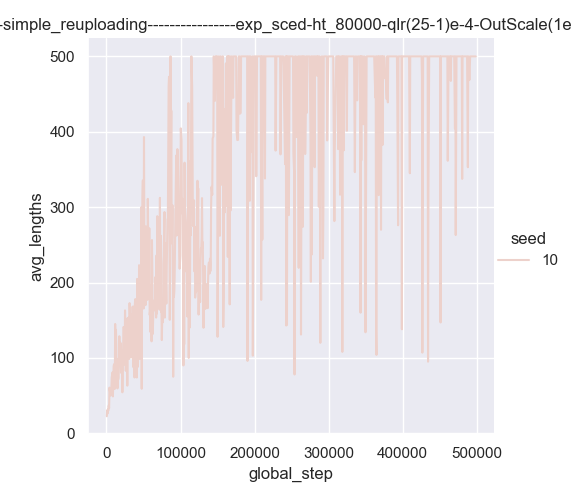 -simple_reuploading----------------exp_sced-ht_80000-qlr(25-1)e-4-OutScale(1e
500
400
300
200
100
0
avg_lengths
0 100000 200000 300000 400000 500000
global_step
seed
10